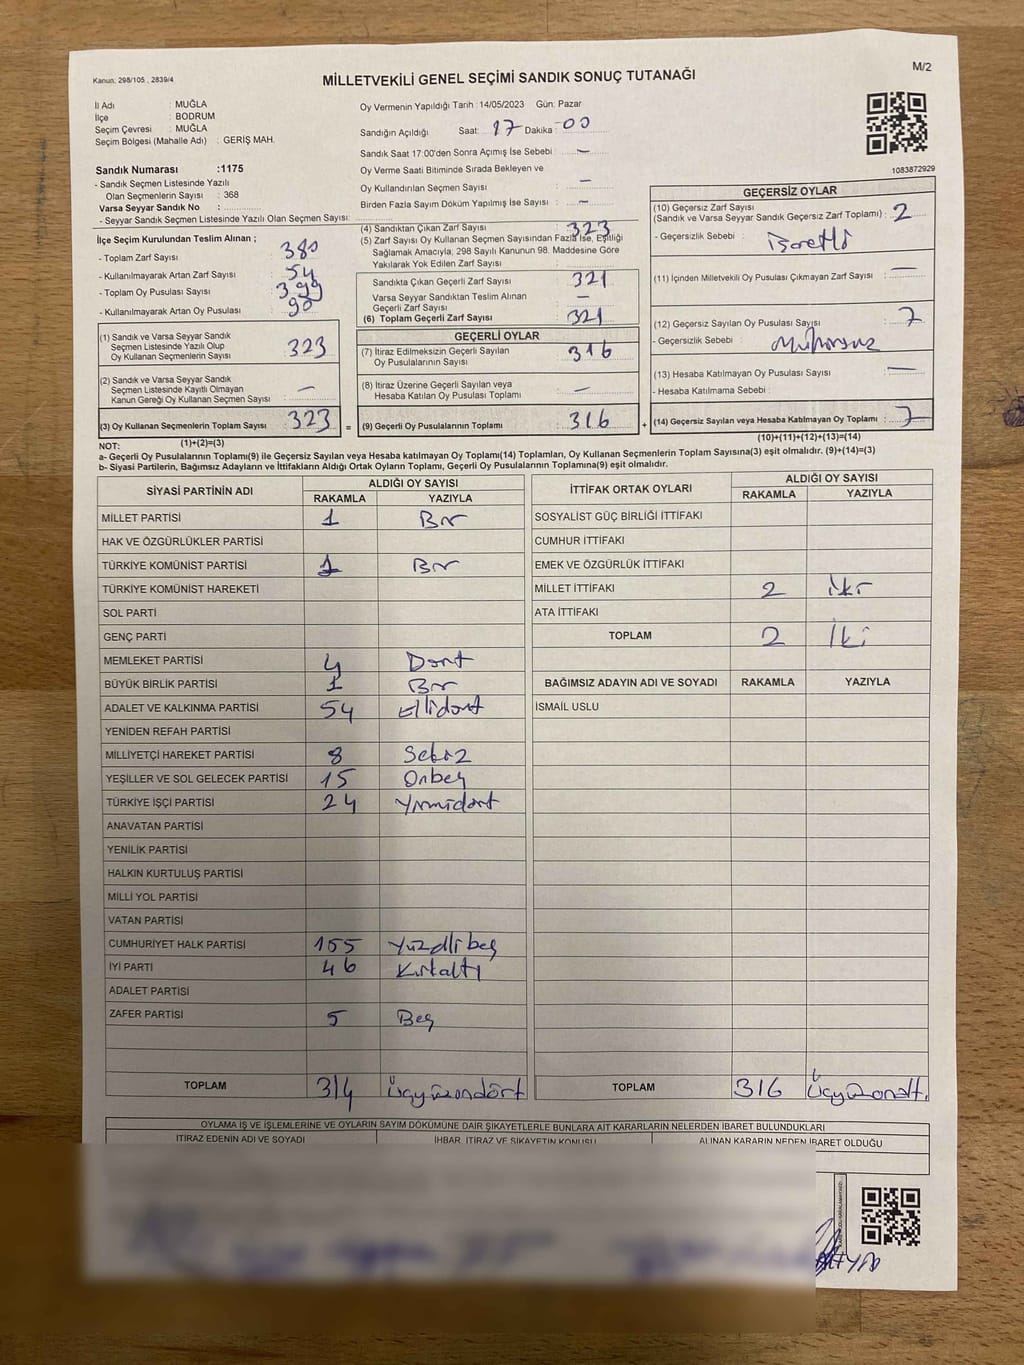 Kanun: 298/105 , 2839/4
MİLLETVEKİLİ GENEL SEÇİMİ SANDIK SONUÇ TUTANAĞI
M/2
İl Adı : MUĞLA
İlçe : BODRUM
Seçim Çevresi : MUĞLA
Seçim Bölgesi (Mahalle Adı) : GERİŞ MAH.
Sandık Numarası :1175
- Sandık Seçmen Listesinde Yazılı
Olan Seçmenlerin Sayısı : 368
Varsa Seyyar Sandık No :
- Seyyar Sandık Seçmen Listesinde Yazılı Olan Seçmen Sayısı:
Oy Vermenin Yapıldığı Tarih : 14/05/2023 Gün: Pazar
Sandığın Açıldığı Saat: 17 Dakika : 00
Sandık Saat 17:00'den Sonra Açımış İse Sebebi : —
Oy Verme Saati Bitiminde Sırada Bekleyen ve
Oy Kullandırılan Seçmen Sayısı : —
Birden Fazla Sayım Döküm Yapılmış İse Sayısı : —
1083872929
İlçe Seçim Kurulundan Teslim Alınan ;
- Toplam Zarf Sayısı : 380
- Kullanılmayarak Artan Zarf Sayısı : 54
- Toplam Oy Pusulası Sayısı : 399
- Kullanılmayarak Artan Oy Pusulası : 90
(4) Sandıktan Çıkan Zarf Sayısı : 323
(5) Zarf Sayısı Oy Kullanan Seçmen Sayısından Fazla İse, Eşitliği
Sağlamak Amacıyla, 298 Sayılı Kanunun 98. Maddesine Göre
Yakılarak Yok Edilen Zarf Sayısı :
Sandıkta Çıkan Geçerli Zarf Sayısı : 321
Varsa Seyyar Sandıktan Teslim Alınan
Geçerli Zarf Sayısı : —
(6) Toplam Geçerli Zarf Sayısı : 321
GEÇERSİZ OYLAR
(10) Geçersiz Zarf Sayısı
(Sandık ve Varsa Seyyar Sandık Geçersiz Zarf Toplamı) : 2
- Geçersizlik Sebebi : işaretli
(11) İçinden Milletvekili Oy Pusulası Çıkmayan Zarf Sayısı : —
(12) Geçersiz Sayılan Oy Pusulası Sayısı : 7
- Geçersizlik Sebebi : Mühürsüz
(13) Hesaba Katılmayan Oy Pusulası Sayısı : —
- Hesaba Katılmama Sebebi :
(14) Geçersiz Sayılan veya Hesaba Katılmayan Oy Toplamı : 7
(10)+(11)+(12)+(13)=(14)
(1) Sandık ve Varsa Seyyar Sandık
Seçmen Listesinde Yazılı Olup
Oy Kullanan Seçmenlerin Sayısı : 323
(2) Sandık ve Varsa Seyyar Sandık
Seçmen Listesinde Kayıtlı Olmayan
Kanun Gereği Oy Kullanan Seçmen Sayısı : —
(3) Oy Kullanan Seçmenlerin Toplam Sayısı : 323 =
(1)+(2)=(3)
GEÇERLİ OYLAR
(7) İtiraz Edilmeksizin Geçerli Sayılan
Oy Pusulalarının Sayısı : 316
(8) İtiraz Üzerine Geçerli Sayılan veya
Hesaba Katılan Oy Pusulası Toplamı : —
(9) Geçerli Oy Pusulalarının Toplamı : 316 +
NOT:
a- Geçerli Oy Pusulalarının Toplamı(9) ile Geçersiz Sayılan veya Hesaba Katılmayan Oy Toplamı(14) Toplamları, Oy Kullanan Seçmenlerin Toplam Sayısına(3) eşit olmalıdır. (9)+(14)=(3)
b- Siyasi Partilerin, Bağımsız Adayların ve İttifakların Aldığı Ortak Oyların Toplamı, Geçerli Oy Pusulalarının Toplamına(9) eşit olmalıdır.
SİYASİ PARTİNİN ADI ALDIĞI OY SAYISI
RAKAMLA YAZIYLA
MİLLET PARTİSİ 1 Bir
HAK VE ÖZGÜRLÜKLER PARTİSİ
TÜRKİYE KOMÜNİST PARTİSİ 1 Bir
TÜRKİYE KOMÜNİST HAREKETİ
SOL PARTİ
GENÇ PARTİ
MEMLEKET PARTİSİ 4 Dört
BÜYÜK BİRLİK PARTİSİ 1 Bir
ADALET VE KALKINMA PARTİSİ 54 Ellidört
YENİDEN REFAH PARTİSİ
MİLLİYETÇİ HAREKET PARTİSİ 8 Sekiz
YEŞİLLER VE SOL GELECEK PARTİSİ 15 Onbeş
TÜRKİYE İŞÇİ PARTİSİ 24 Yirmidört
ANAVATAN PARTİSİ
YENİLİK PARTİSİ
HALKIN KURTULUŞ PARTİSİ
MİLLİ YOL PARTİSİ
VATAN PARTİSİ
CUMHURİYET HALK PARTİSİ 155 Yüzellibeş
İYİ PARTİ 46 Kırkaltı
ADALET PARTİSİ
ZAFER PARTİSİ 5 Beş
TOPLAM 314 Üçyüzondört
İTTİFAK ORTAK OYLARI ALDIĞI OY SAYISI
RAKAMLA YAZIYLA
SOSYALİST GÜÇ BİRLİĞİ İTTİFAKI
CUMHUR İTTİFAKI
EMEK VE ÖZGÜRLÜK İTTİFAKI
MİLLET İTTİFAKI 2 İki
ATA İTTİFAKI
TOPLAM 2 İki
BAĞIMSIZ ADAYIN ADI VE SOYADI RAKAMLA YAZIYLA
İSMAİL USLU
TOPLAM 316 Üçyüzonalt.
OYLAMA İŞ VE İŞLEMLERİNE VE OYLARIN SAYIM DÖKÜMÜNE DAİR ŞİKAYETLERLE BUNLARA AİT KARARLARIN NELERDEN İBARET BULUNDUKLARI
İTİRAZ EDENİN ADI VE SOYADI İHBAR, İTİRAZ VE ŞİKAYETİN KONUSU ALINAN KARARIN NEDEN İBARET OLDUĞU